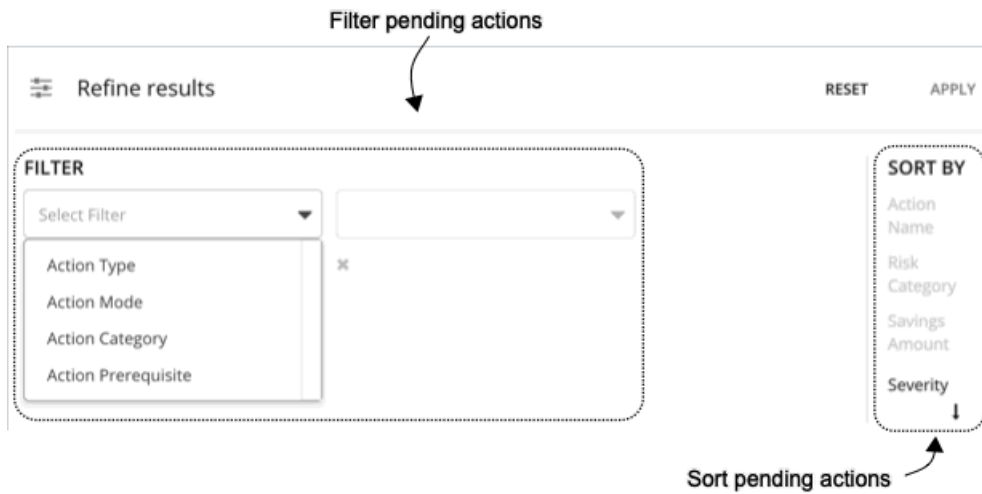 Filter pending actions
Refine results
RESET
APPLY
FILTER
Select Filter
Action Type
Action Mode
Action Category
Action Prerequisite
SORT BY
Action
Name
Risk
Category
Savings
Amount
Severity
Sort pending actions